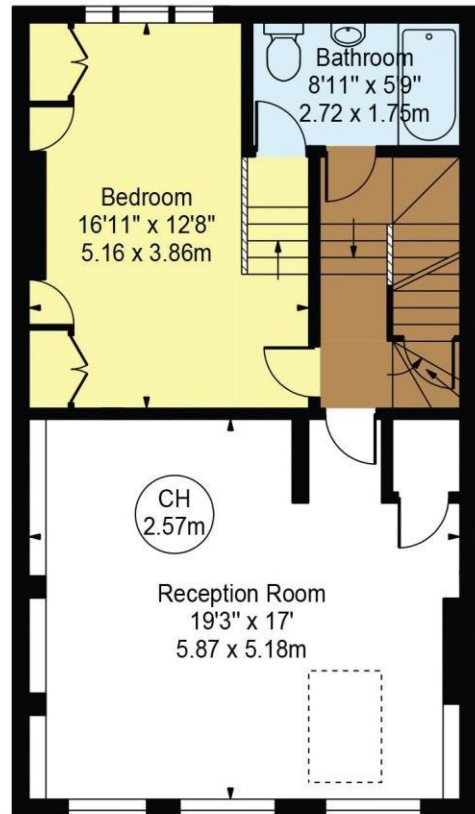 Bathroom
8'11" x 5'9"
2.72 x 1.75m
Bedroom
16'11" x 12'8"
5.16 x 3.86m
CH
2.57m
Reception Room
19'3" x 17'
5.87 x 5.18m